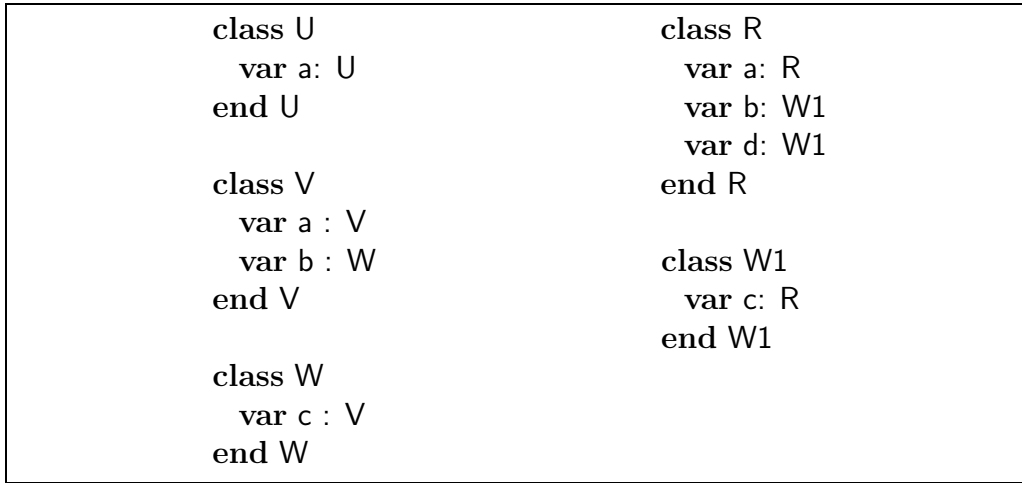 class U
var a: U
end U
class V
var a : V
var b : W
end V
class W
var c : V
end W
class R
var a: R
var b: W1
var d: W1
end R
class W1
var c: R
end W1